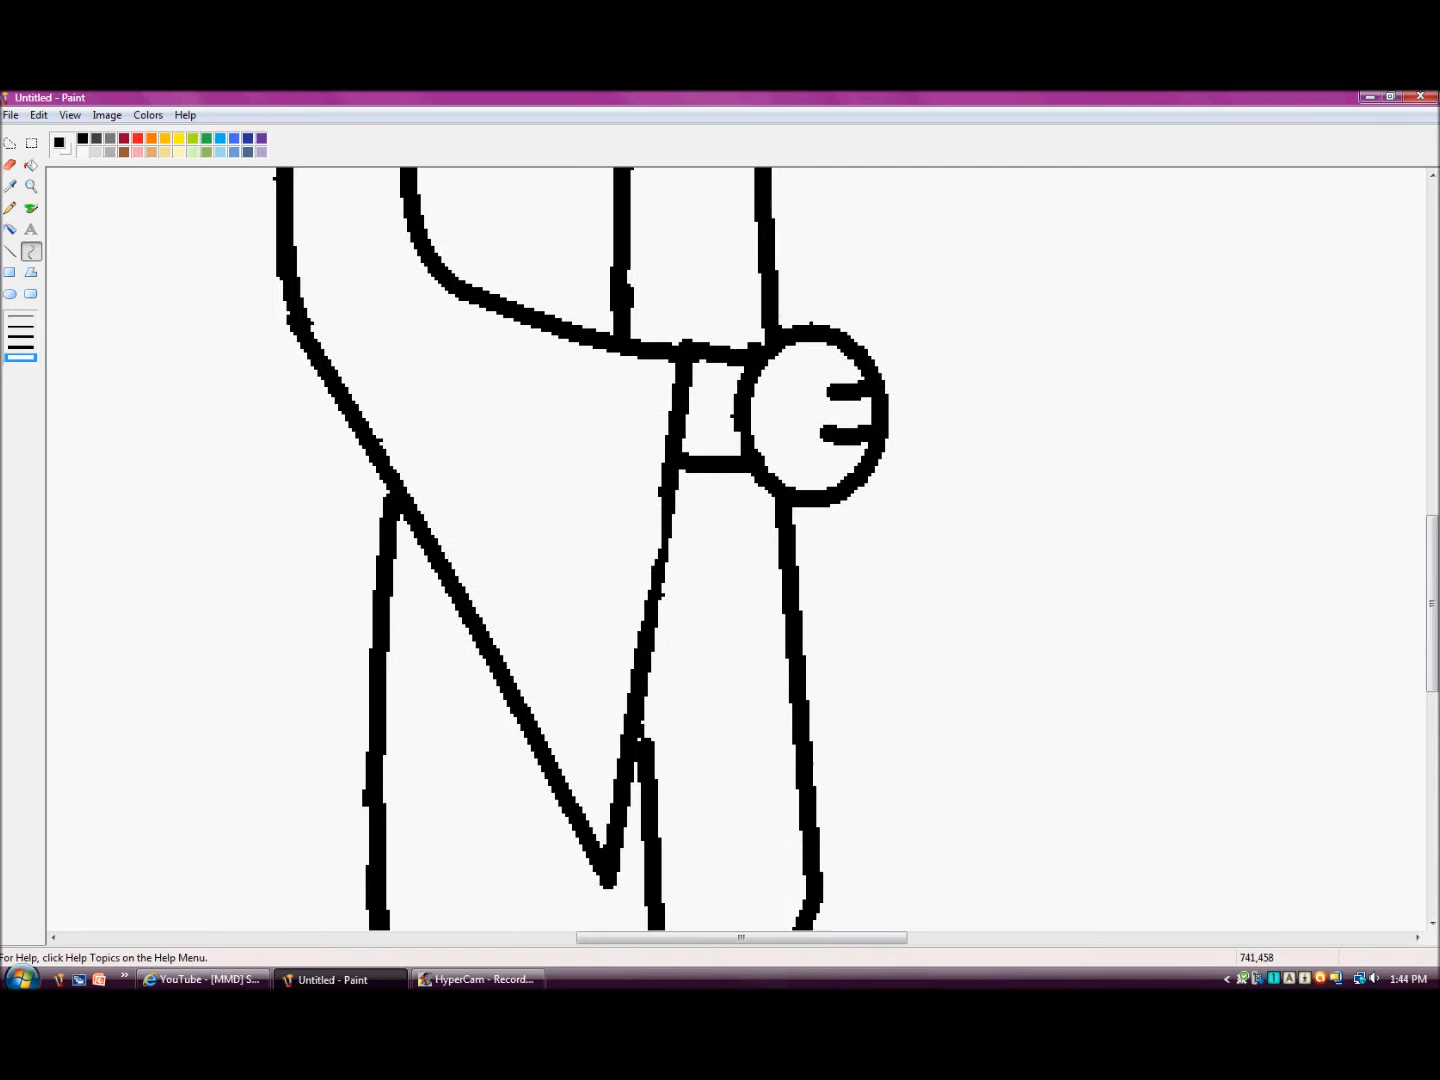 Untitled - Paint
File Edit View Image Colors Help
A
For Help, click Help Topics on the Help Menu.
741,458
YouTube - [MMD] S... Untitled - Paint HyperCam - Record... 1:44 PM